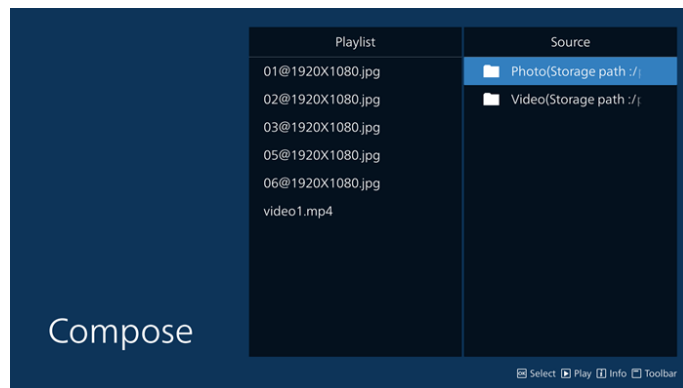 Playlist
Source
01@1920X1080.jpg
02@1920X1080.jpg
03@1920X1080.jpg
05@1920X1080.jpg
06@1920X1080.jpg
video1.mp4
Photo(Storage path :/
Video(Storage path :/
Compose
OK Select Play i Info Toolbar